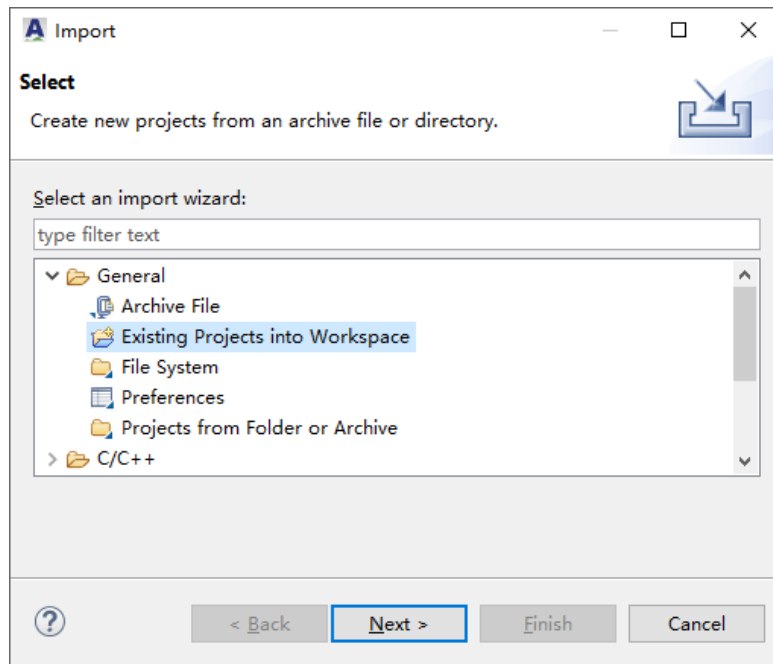 Import
Select
Create new projects from an archive file or directory.
Select an import wizard:
type filter text
General
Archive File
Existing Projects into Workspace
File System
Preferences
Projects from Folder or Archive
C/C++
? < Back Next > Finish Cancel